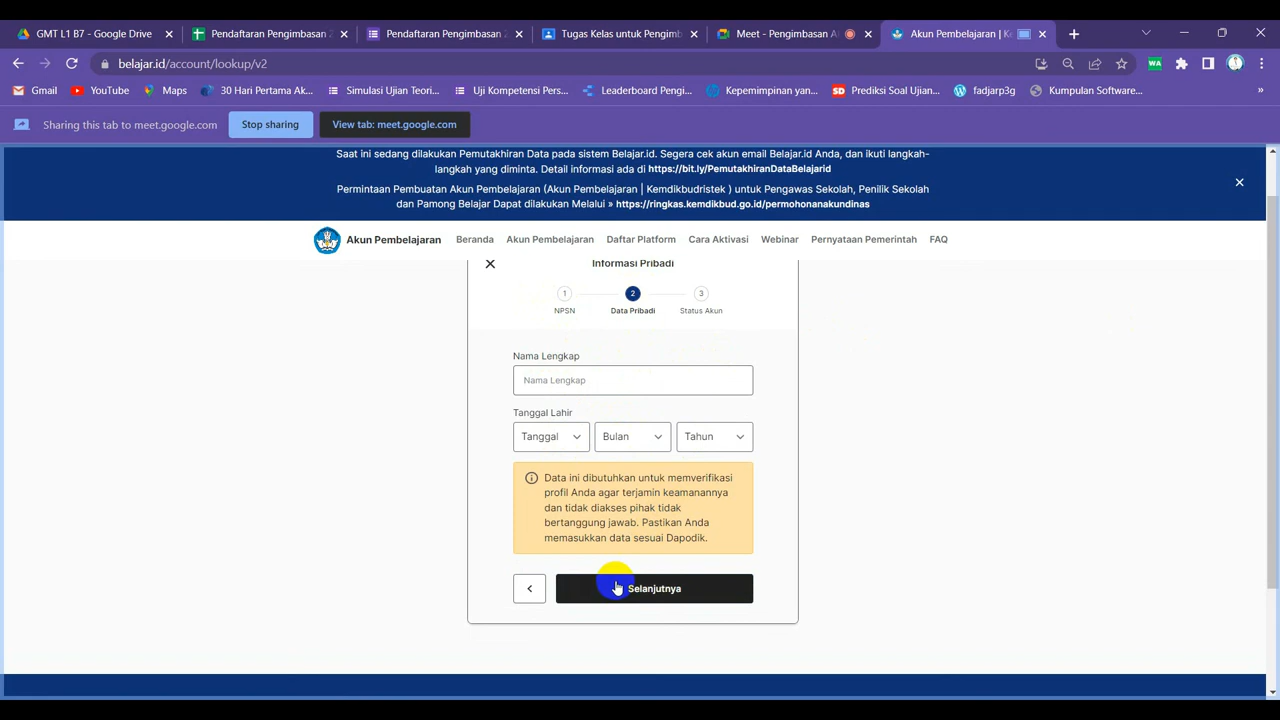 GMT L1 B7 - Google Drive
Pendaftaran Pengimbasan 2
Pendaftaran Pengimbasan 2
Tugas Kelas untuk Pengimb
Meet - Pengimbasan A
Akun Pembelajaran | Ke
belajar.id/account/lookup/v2
WA
Gmail
YouTube
Maps
30 Hari Pertama Ak...
Simulasi Ujian Teori...
Uji Kompetensi Pers...
Leaderboard Pengi...
Kepemimpinan yan...
SD
Prediksi Soal Ujian...
fadjarp3g
Kumpulan Software...
»
Sharing this tab to meet.google.com
Stop sharing
View tab: meet.google.com
Saat ini sedang dilakukan Pemutakhiran Data pada sistem Belajar.id. Segera cek akun email Belajar.id Anda, dan ikuti langkah-
langkah yang diminta. Detail informasi ada di https://bit.ly/PemutakhiranDataBelajarid
Permintaan Pembuatan Akun Pembelajaran (Akun Pembelajaran | Kemdikbudristek ) untuk Pengawas Sekolah, Penilik Sekolah
dan Pamong Belajar Dapat dilakukan Melalui » https://ringkas.kemdikbud.go.id/permohonanakundinas
Akun Pembelajaran
Beranda
Akun Pembelajaran
Daftar Platform
Cara Aktivasi
Webinar
Pernyataan Pemerintah
FAQ
Informasi Pribadi
1
2
3
NPSN
Data Pribadi
Status Akun
Nama Lengkap
Nama Lengkap
Tanggal Lahir
Tanggal
Bulan
Tahun
Data ini dibutuhkan untuk memverifikasi
profil Anda agar terjamin keamanannya
dan tidak diakses pihak tidak
bertanggung jawab. Pastikan Anda
memasukkan data sesuai Dapodik.
Selanjutnya